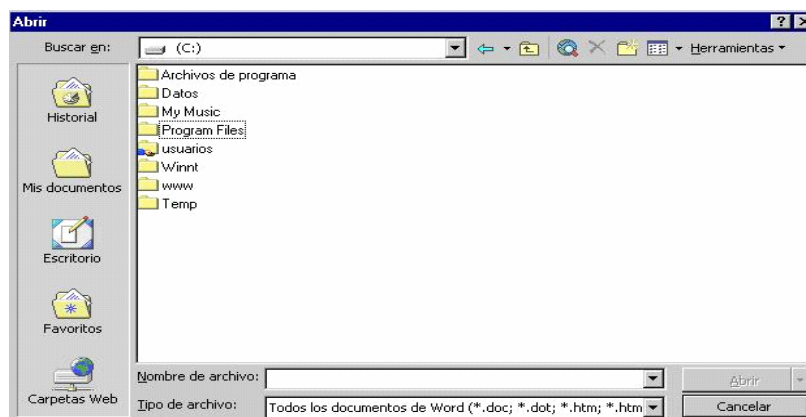 Abrir
Buscar en: (C:) Herramientas
Archivos de programa
Datos
My Music
Program Files
usuarios
Winnt
www
Temp
Historial
Mis documentos
Escritorio
Favoritos
Carpetas Web
Nombre de archivo: Abrir
Tipo de archivo: Todos los documentos de Word (*.doc; *.dot; *.htm; *.htm Cancelar